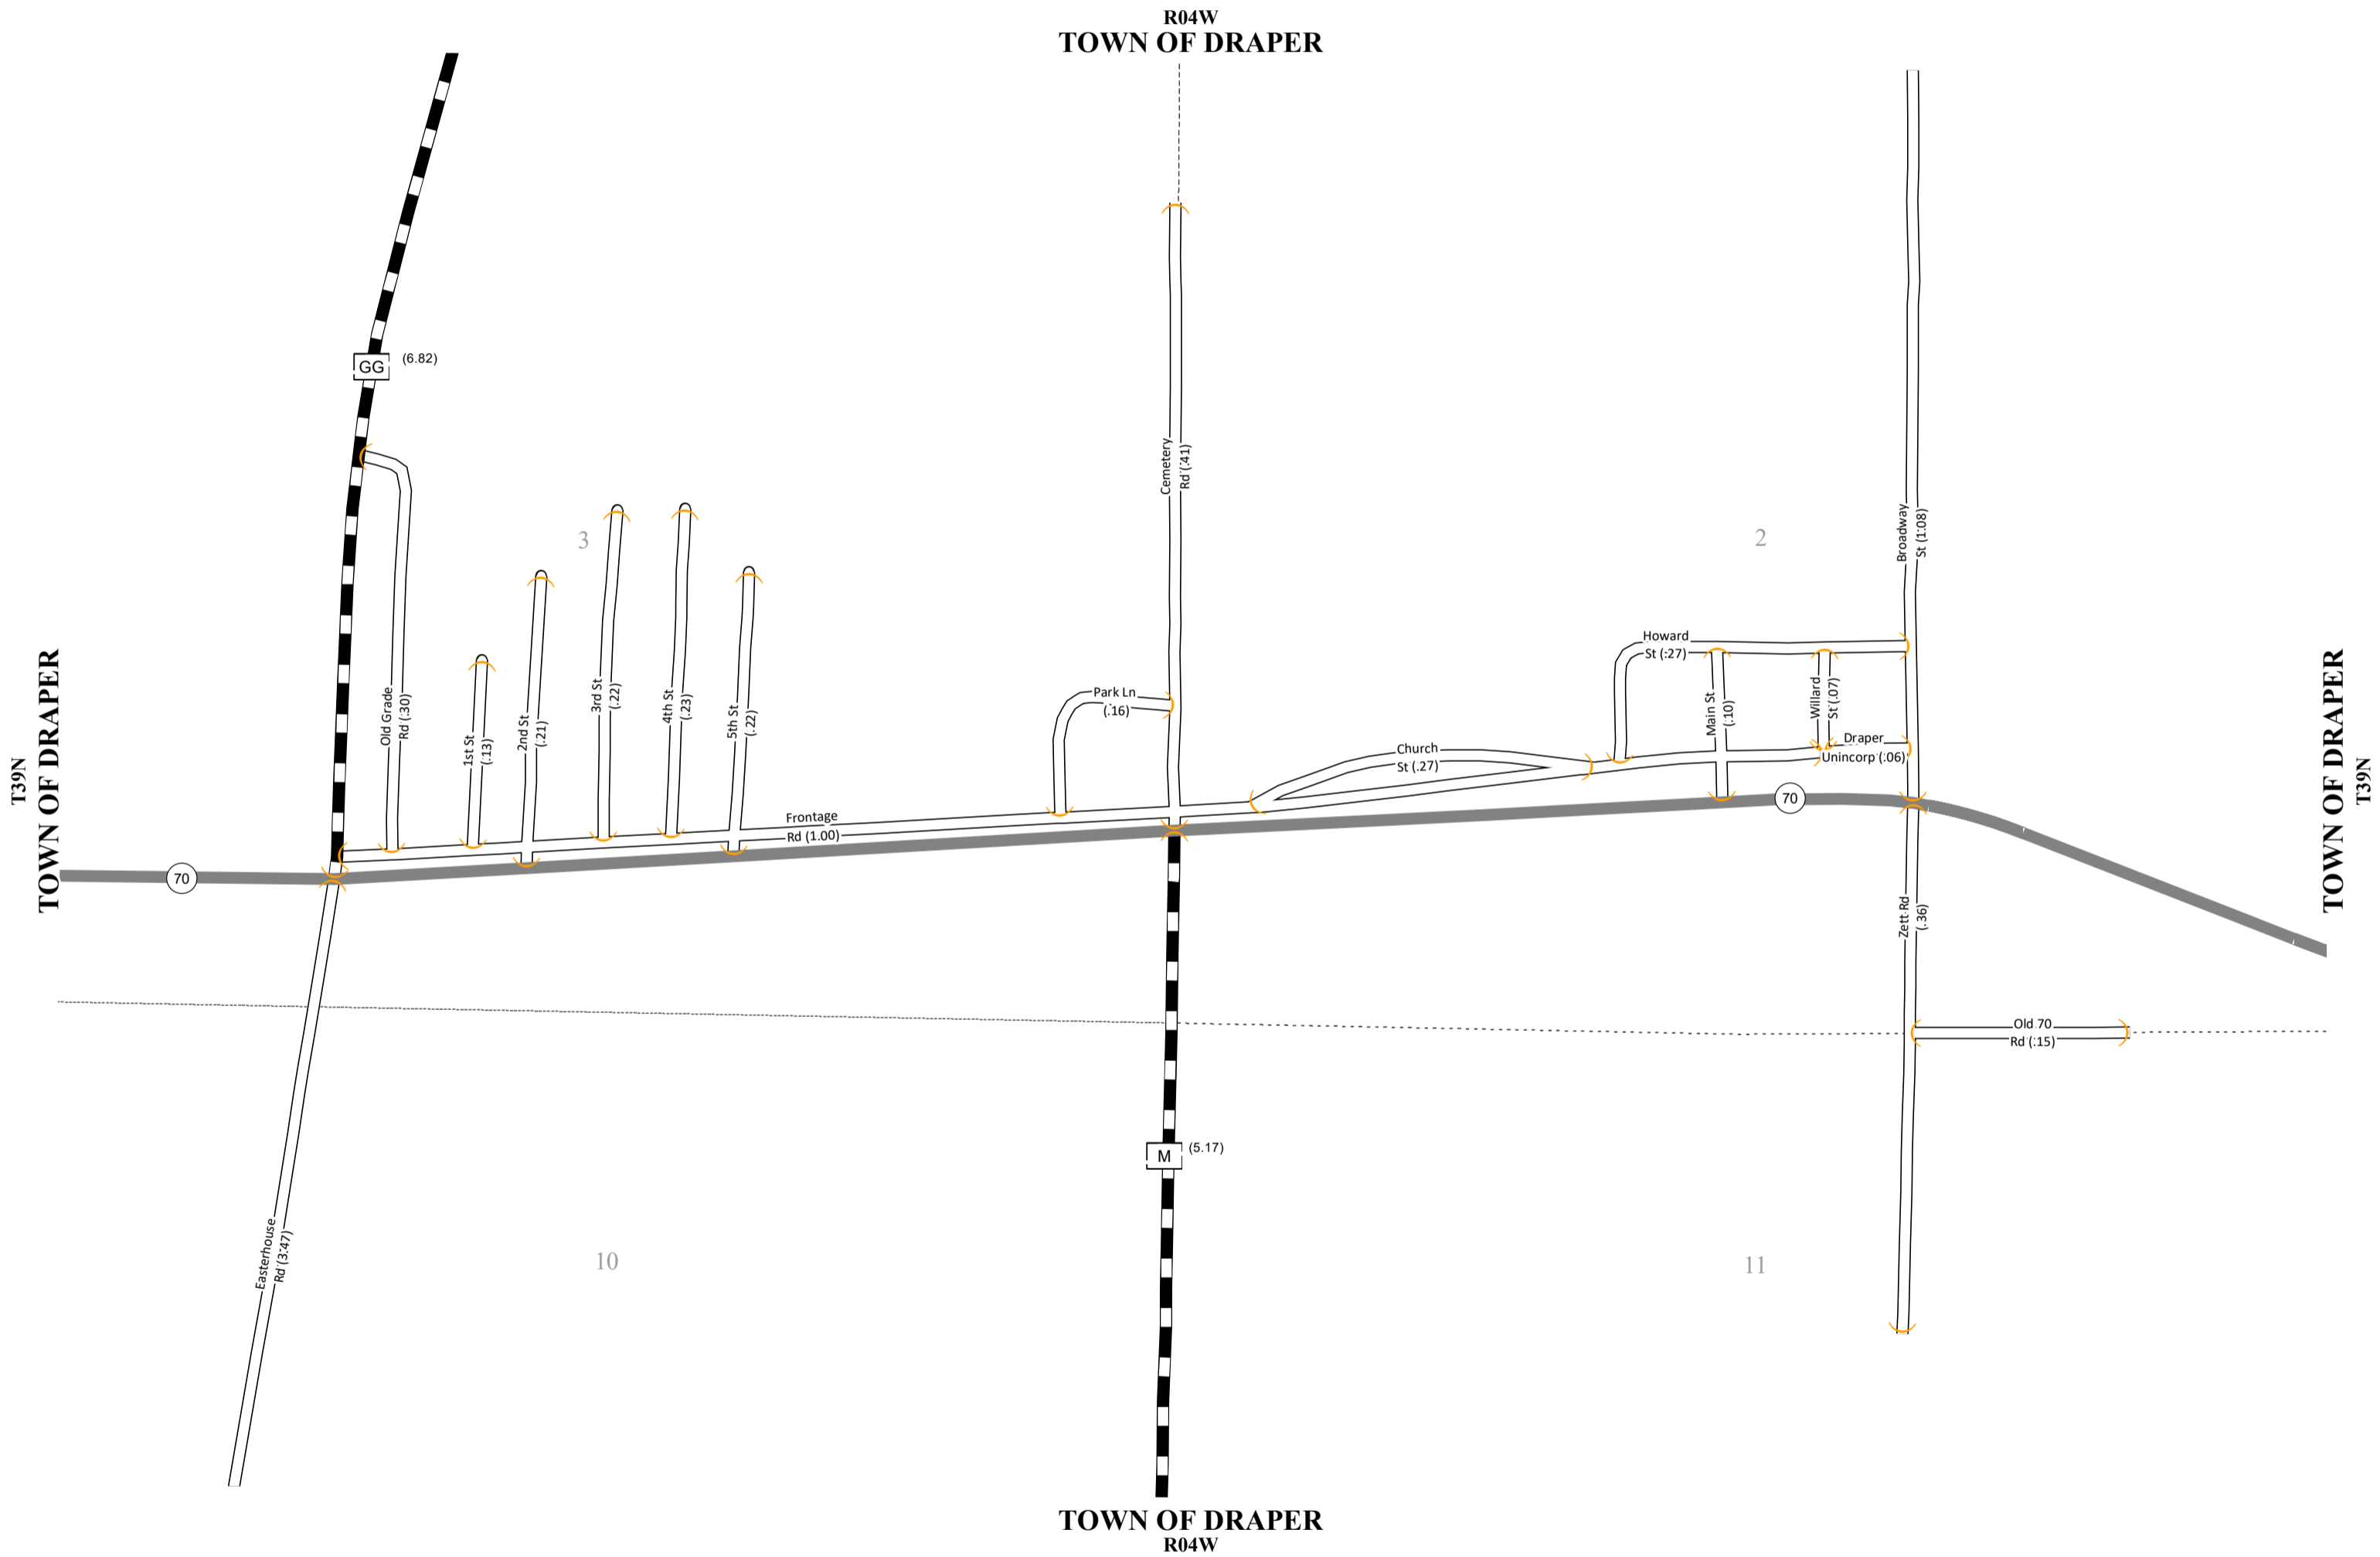 R04W
TOWN OF DRAPER
GG
(6.82)
Cemetery
Rd (.41)
Broadway
St (1.08)
3
2
Howard
St (.27)
Old Grade
Rd (.30)
1st St
(.13)
2nd St
(.21)
3rd St
(.22)
4th St
(.23)
5th St
(.22)
Park Ln
(.16)
Main St
(.10)
Willard
St (.07)
Church
St (.27)
Draper
Unincorp (.06)
T39N
TOWN OF DRAPER
TOWN OF DRAPER
T39N
Frontage
Rd (1.00)
70
70
Zett Rd
(.36)
Old 70
Rd (.15)
M
(5.17)
Easterhouse
Rd (3.47)
10
11
TOWN OF DRAPER
R04W